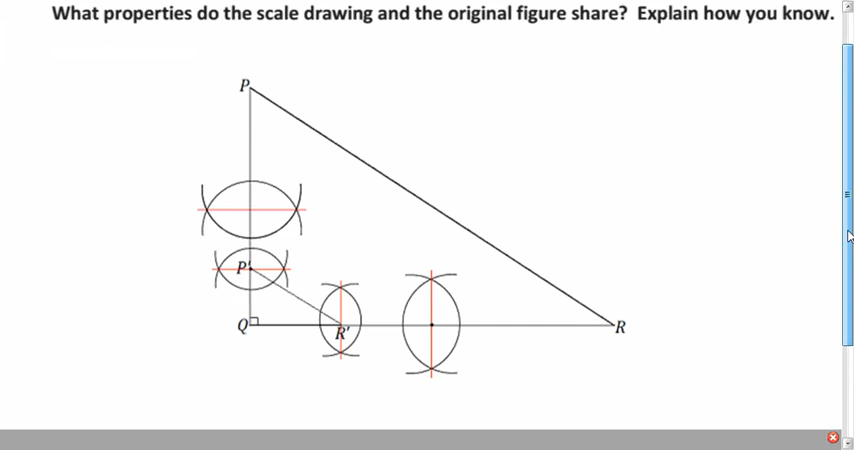 What properties do the scale drawing and the original figure share? Explain how you know.
P
P'
Q
R'
R